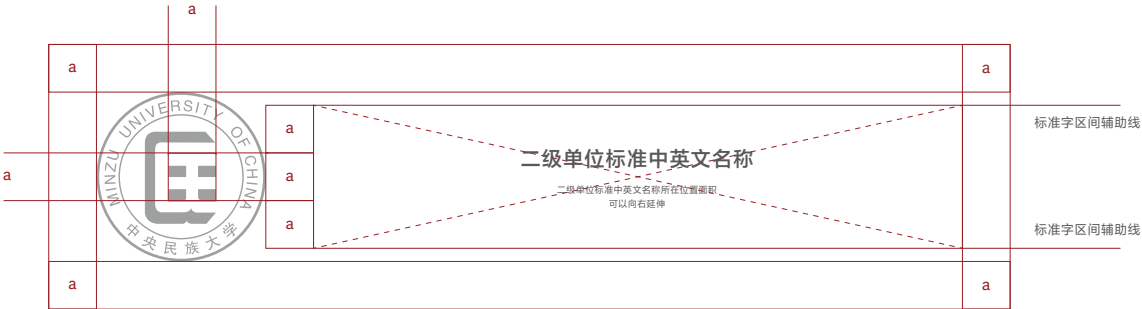 a
a
a
MINZU UNIVERSITY OF CHINA
中央民族大学
a
标准字区间辅助线
二级单位标准中英文名称
a
a
二级单位标准中英文名称所在位置面积
可以向右延伸
a
标准字区间辅助线
a
a